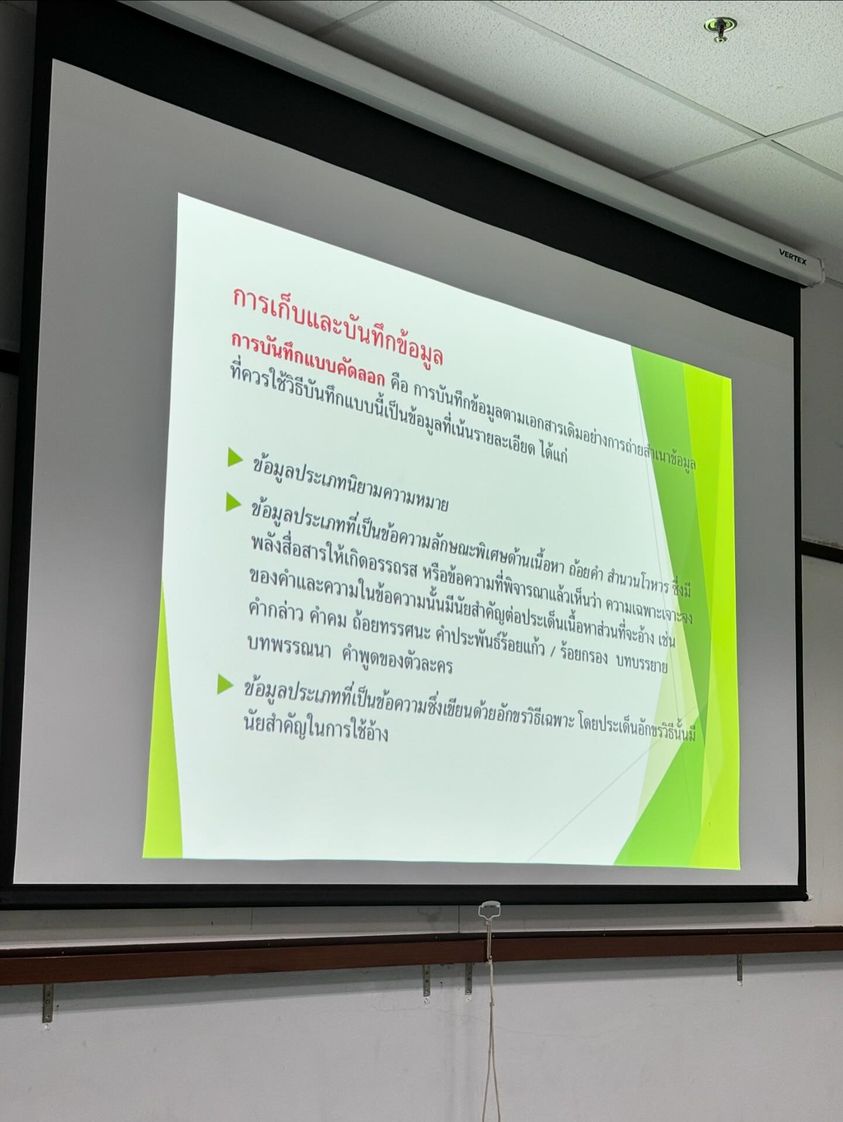 VERTEX
การเก็บและบันทึกข้อมูล
การบันทึกแบบคัดลอก คือ การบันทึกข้อมูลตามเอกสารเดิมอย่างการถ่ายสำเนาข้อมูล
ที่ควรใช้วิธีบันทึกแบบนี้เป็นข้อมูลที่เน้นรายละเอียด ได้แก่
ข้อมูลประเภทนิยามความหมาย
ข้อมูลประเภทที่เป็นข้อความลักษณะพิเศษด้านเนื้อหา ถ้อยคำ สำนวนโวหาร ซึ่งมี
พลังสื่อสารให้เกิดอรรถรส หรือข้อความที่พิจารณาแล้วเห็นว่า ความเฉพาะเจาะจง
ของคำและความในข้อความนั้นมีนัยสำคัญต่อประเด็นเนื้อหาส่วนที่จะอ้าง เช่น
คำกล่าว คำคม ถ้อยทรรศนะ คำประพันธ์ร้อยแก้ว / ร้อยกรอง บทบรรยาย
บทพรรณนา คำพูดของตัวละคร
ข้อมูลประเภทที่เป็นข้อความซึ่งเขียนด้วยอักขรวิธีเฉพาะ โดยประเด็นอักขรวิธีนั้นมี
นัยสำคัญในการใช้อ้าง